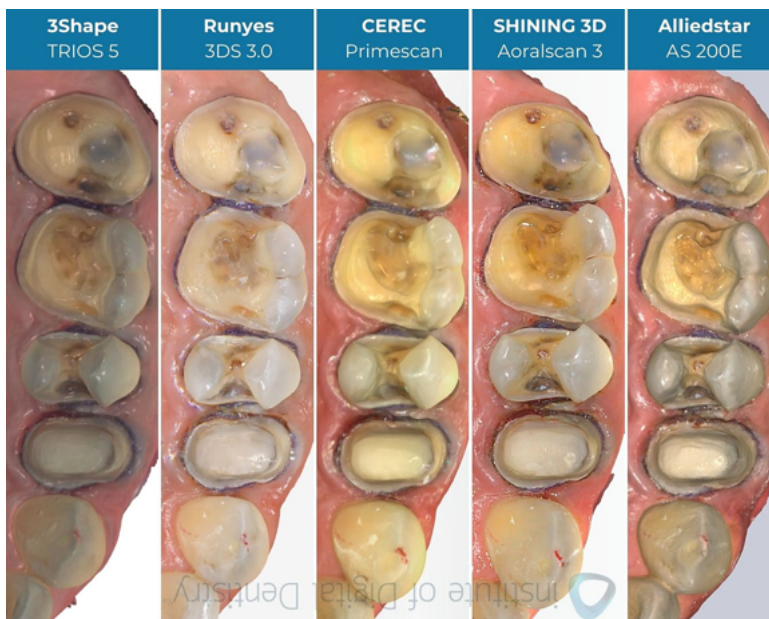 3Shape
TRIOS 5
Runyes
3DS 3.0
CEREC
Primescan
SHINING 3D
Aoralscan 3
Alliedstar
AS 200E
institute of Digital Dentistry